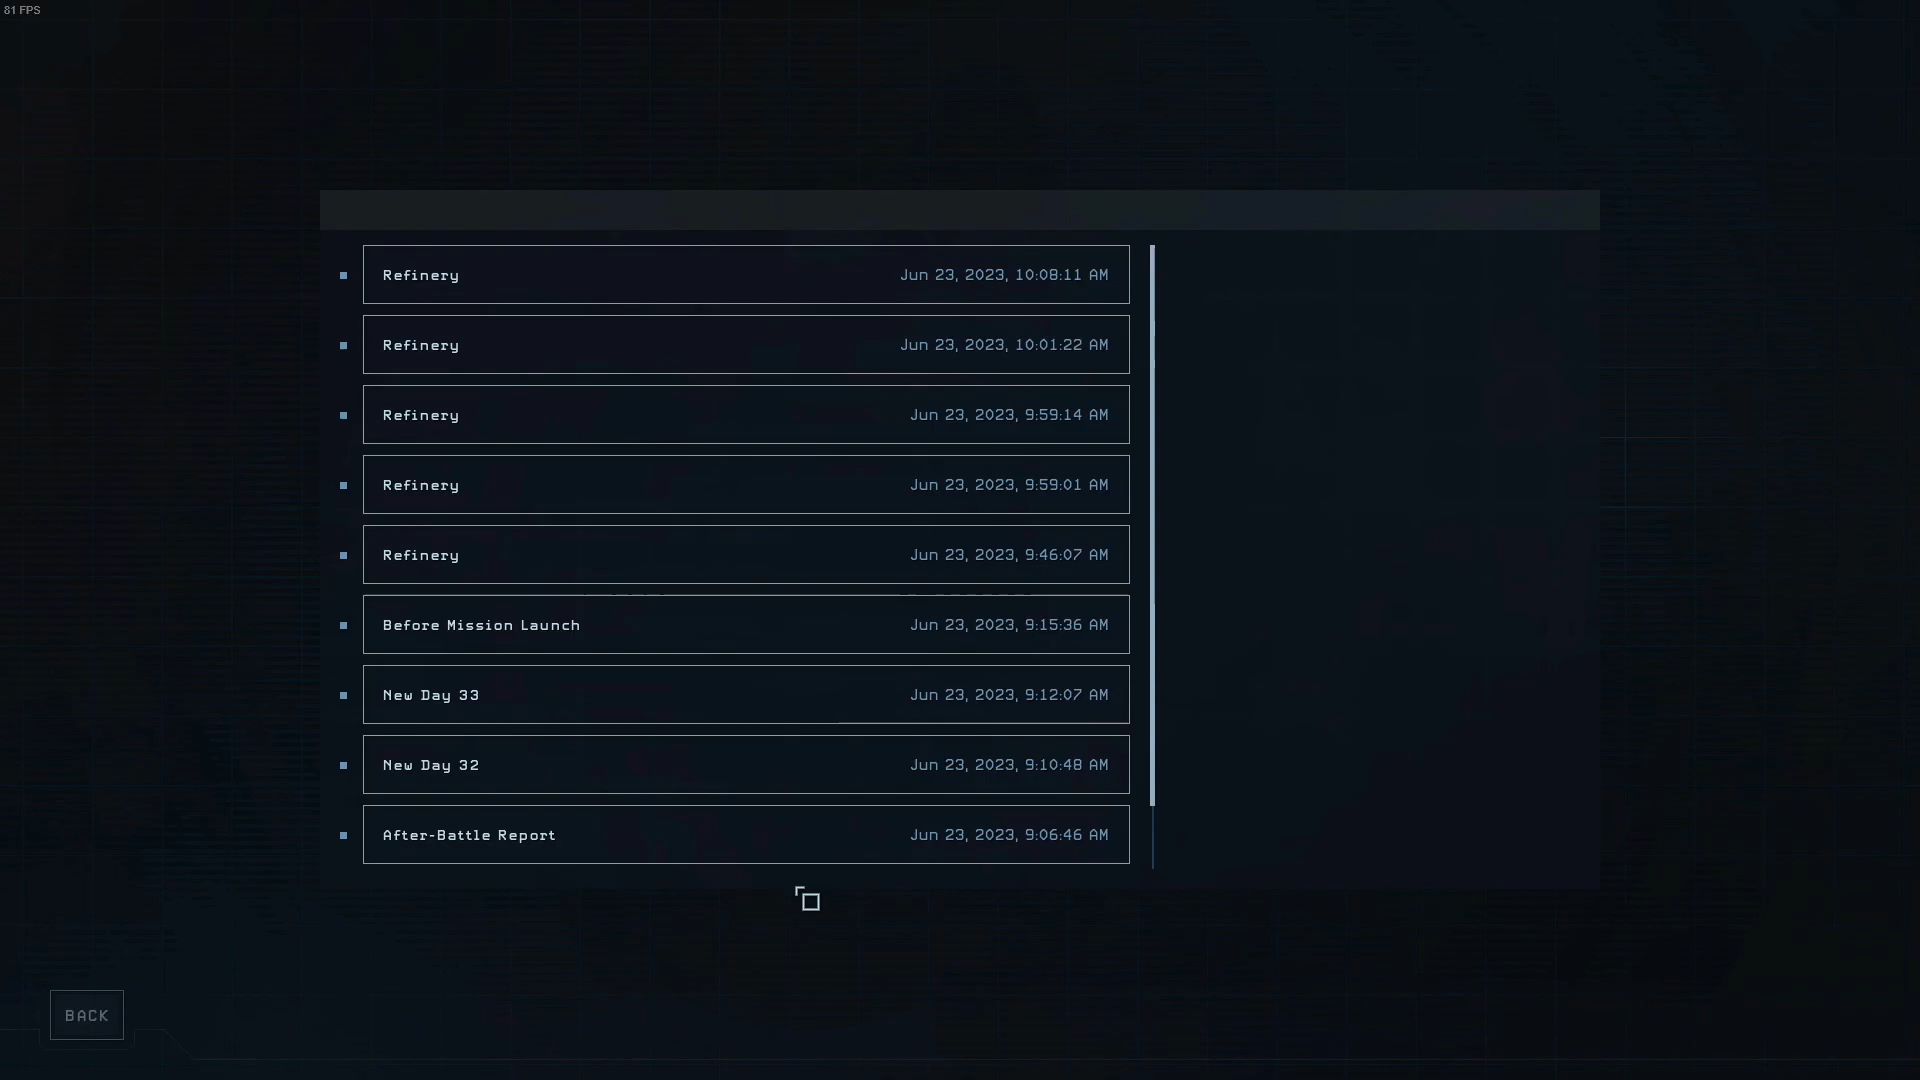 81 FPS
Refinery Jun 23, 2023, 10:08:11 AM
Refinery Jun 23, 2023, 10:01:22 AM
Refinery Jun 23, 2023, 9:59:14 AM
Refinery Jun 23, 2023, 9:59:01 AM
Refinery Jun 23, 2023, 9:46:07 AM
Before Mission Launch Jun 23, 2023, 9:15:36 AM
New Day 33 Jun 23, 2023, 9:12:07 AM
New Day 32 Jun 23, 2023, 9:10:48 AM
After-Battle Report Jun 23, 2023, 9:06:46 AM
BACK